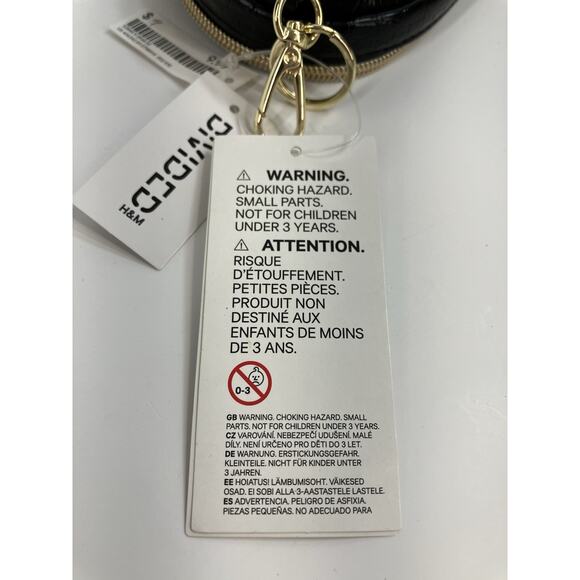 $ 7
DIVIDED
H&M
⚠ WARNING.
CHOKING HAZARD.
SMALL PARTS.
NOT FOR CHILDREN
UNDER 3 YEARS.
⚠ ATTENTION.
RISQUE
D'ÉTOUFFEMENT.
PETITES PIÈCES.
PRODUIT NON
DESTINÉ AUX
ENFANTS DE MOINS
DE 3 ANS.
0-3
GB WARNING. CHOKING HAZARD. SMALL
PARTS. NOT FOR CHILDREN UNDER 3 YEARS.
CZ VAROVÁNÍ. NEBEZPEČÍ UDUŠENÍ. MALÉ
DÍLY. NENÍ URČENO PRO DĚTI DO 3 LET.
DE WARNUNG. ERSTICKUNGSGEFAHR.
KLEINTEILE. NICHT FÜR KINDER UNTER
3 JAHREN.
EE HOIATUS! LÄMBUMISOHT. VÄIKESED
OSAD. EI SOBI ALLA 3-AASTASTELE LASTELE.
ES ADVERTENCIA. PELIGRO DE ASFIXIA.
PIEZAS PEQUEÑAS. NO ADECUADO PARA